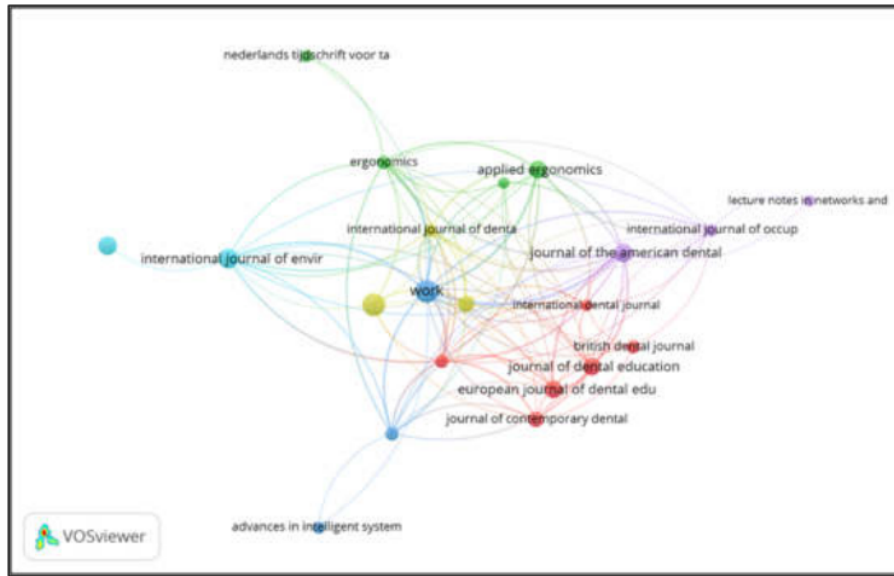 nederlands tijdschrift voor ta
ergonomics
applied ergonomics
lecture notes in networks and
international journal of denta
international journal of occup
journal of the american dental
international journal of envir
work
international dental journal
british dental journal
journal of dental education
european journal of dental edu
journal of contemporary dental
advances in intelligent system
VOSviewer